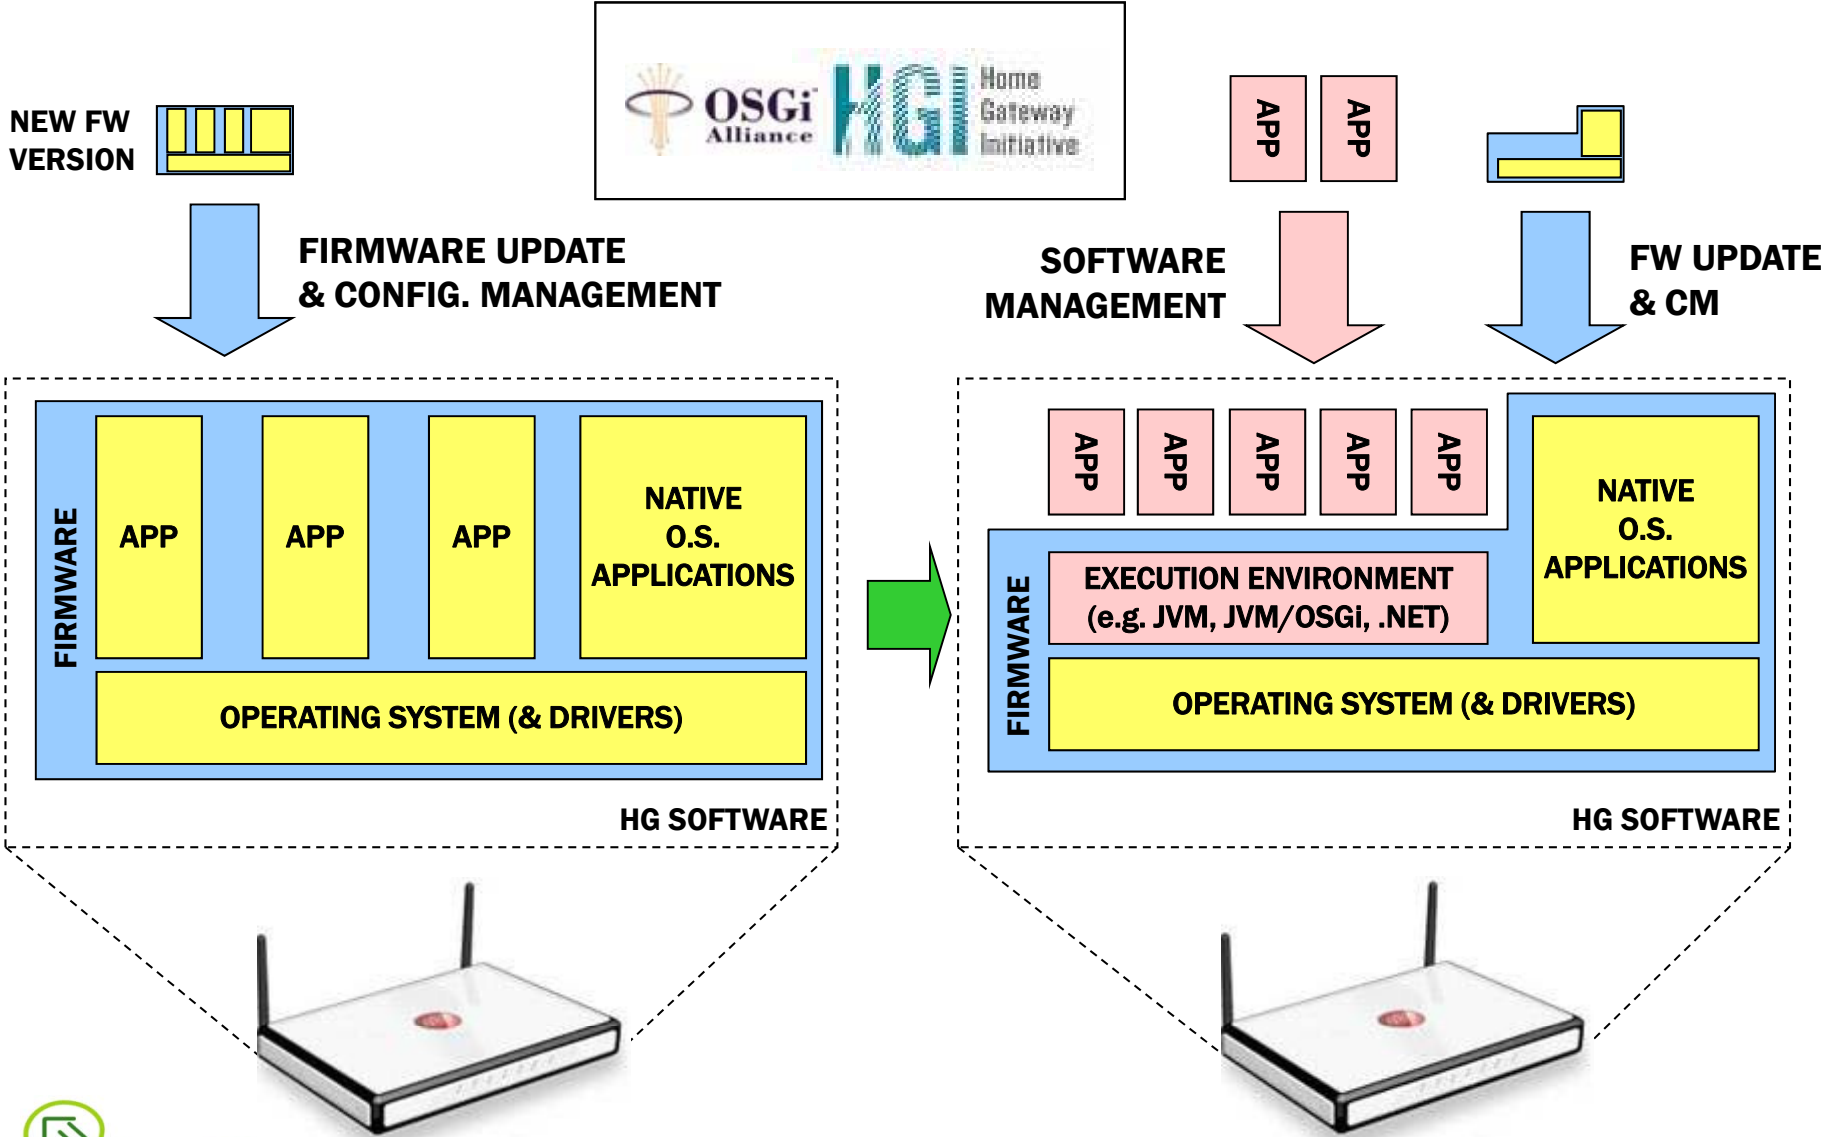 OSGi
Alliance
HGI
Home
Gateway
Initiative
NEW FW
VERSION
APP
APP
FIRMWARE UPDATE
& CONFIG. MANAGEMENT
SOFTWARE
MANAGEMENT
FW UPDATE
& CM
FIRMWARE
APP
APP
APP
NATIVE
O.S.
APPLICATIONS
OPERATING SYSTEM (& DRIVERS)
HG SOFTWARE
APP
APP
APP
APP
APP
NATIVE
O.S.
APPLICATIONS
FIRMWARE
EXECUTION ENVIRONMENT
(e.g. JVM, JVM/OSGi, .NET)
OPERATING SYSTEM (& DRIVERS)
HG SOFTWARE